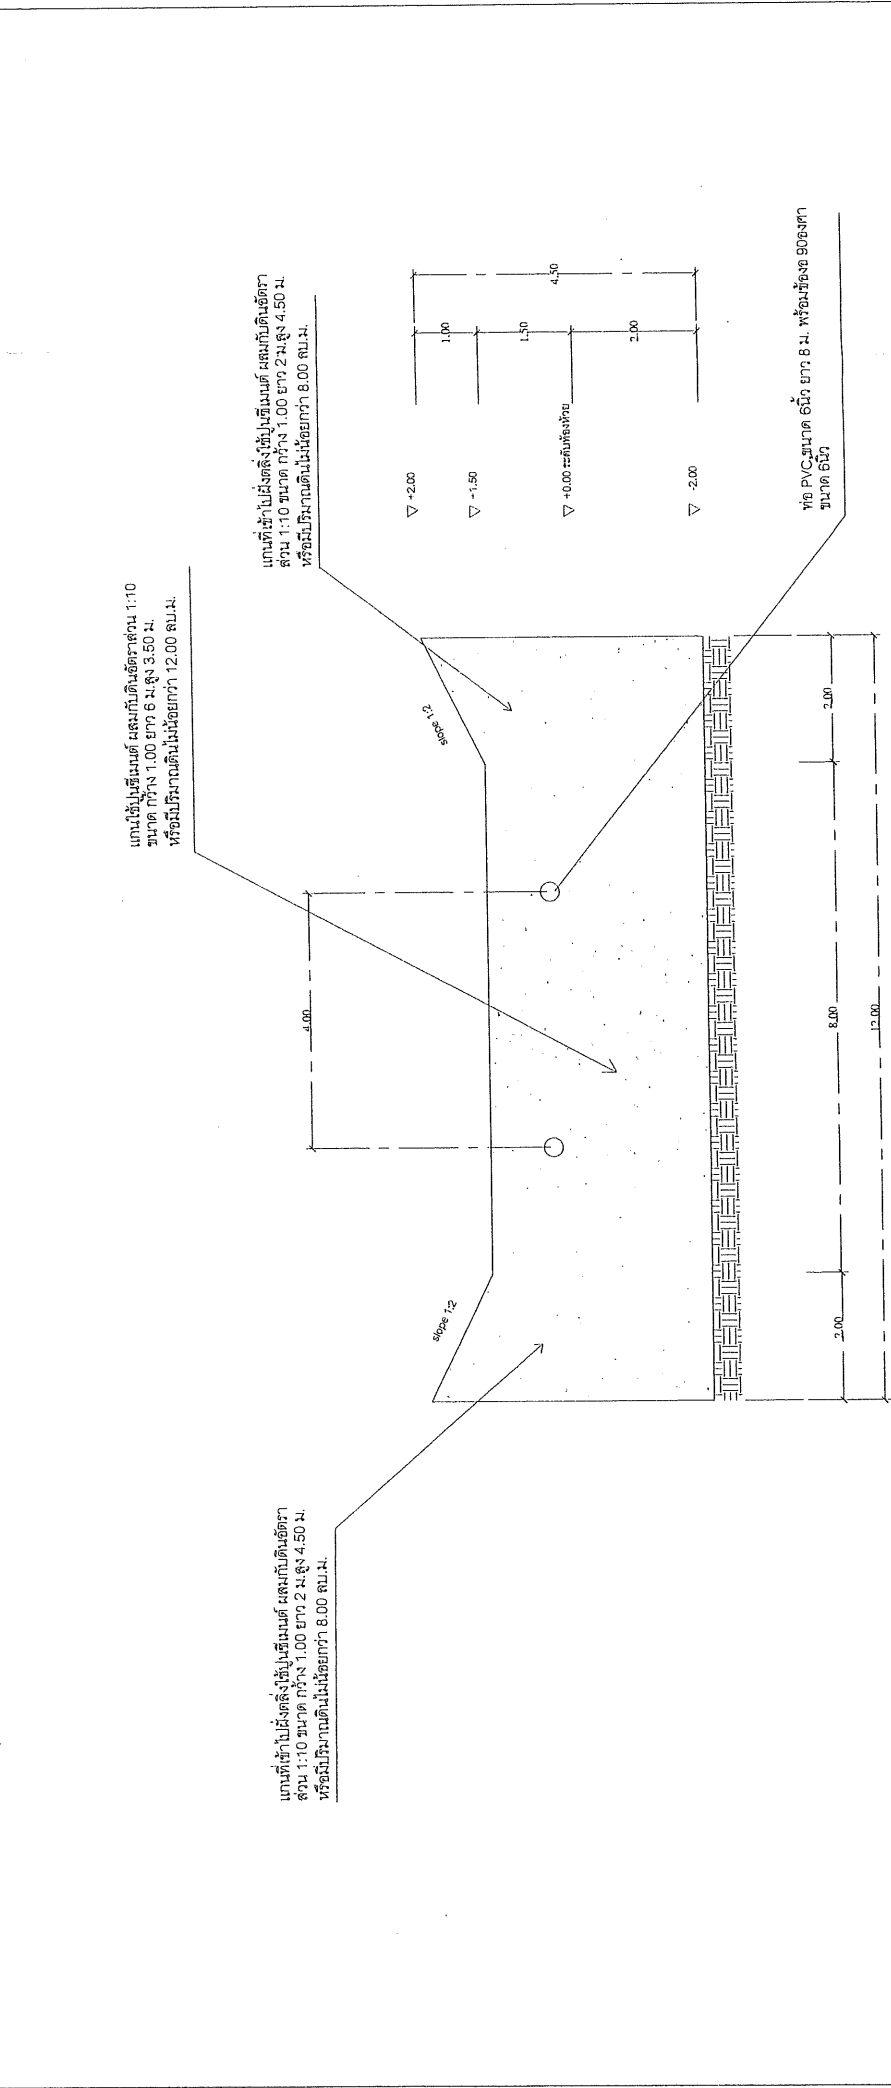 แกนใช้ปูนซีเมนต์ ผสมกับดินอัตราส่วน 1:10
ขนาด กว้าง 1.00 ยาว 6 ม.สูง 3.50 ม.
หรือมีปริมาณดินไม่น้อยกว่า 12.00 ลบ.ม.
แกนที่เข้าไปฝั่งตลิ่งใช้ปูนซีเมนต์ ผสมกับดินอัตรา
ส่วน 1:10 ขนาด กว้าง 1.00 ยาว 2 ม.สูง 4.50 ม.
หรือมีปริมาณดินไม่น้อยกว่า 8.00 ลบ.ม.
แกนที่เข้าไปฝั่งตลิ่งใช้ปูนซีเมนต์ ผสมกับดินอัตรา
ส่วน 1:10 ขนาด กว้าง 1.00 ยาว 2 ม.สูง 4.50 ม.
หรือมีปริมาณดินไม่น้อยกว่า 8.00 ลบ.ม.
4.00
slope 1:2
slope 1:2
+2.00
-1.50
+0.00 ระดับท้องห้วย
-2.00
1.00
1.50
2.00
4.50
ท่อ PVC.ขนาด 6นิ้ว ยาว 8 ม. พร้อมข้องอ 90องศา
ขนาด 6นิ้ว
2.00
8.00
2.00
12.00